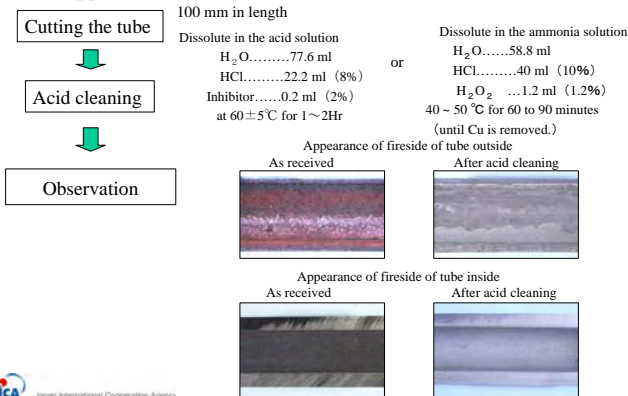 Cutting the tube
Acid cleaning
Observation
100 mm in length
Dissolute in the acid solution
H₂O………77.6 ml
HCl………22.2 ml（8%）
Inhibitor……0.2 ml（2%）
at 60±5℃ for 1～2Hr
or
Dissolute in the ammonia solution
H₂O……58.8 ml
HCl………40 ml（10%）
H₂O₂ …1.2 ml（1.2%）
40 ~ 50 ℃ for 60 to 90 minutes
（until Cu is removed.）
Appearance of fireside of tube outside
As received
After acid cleaning
Appearance of fireside of tube inside
As received
After acid cleaning
Japan International Cooperation Agency